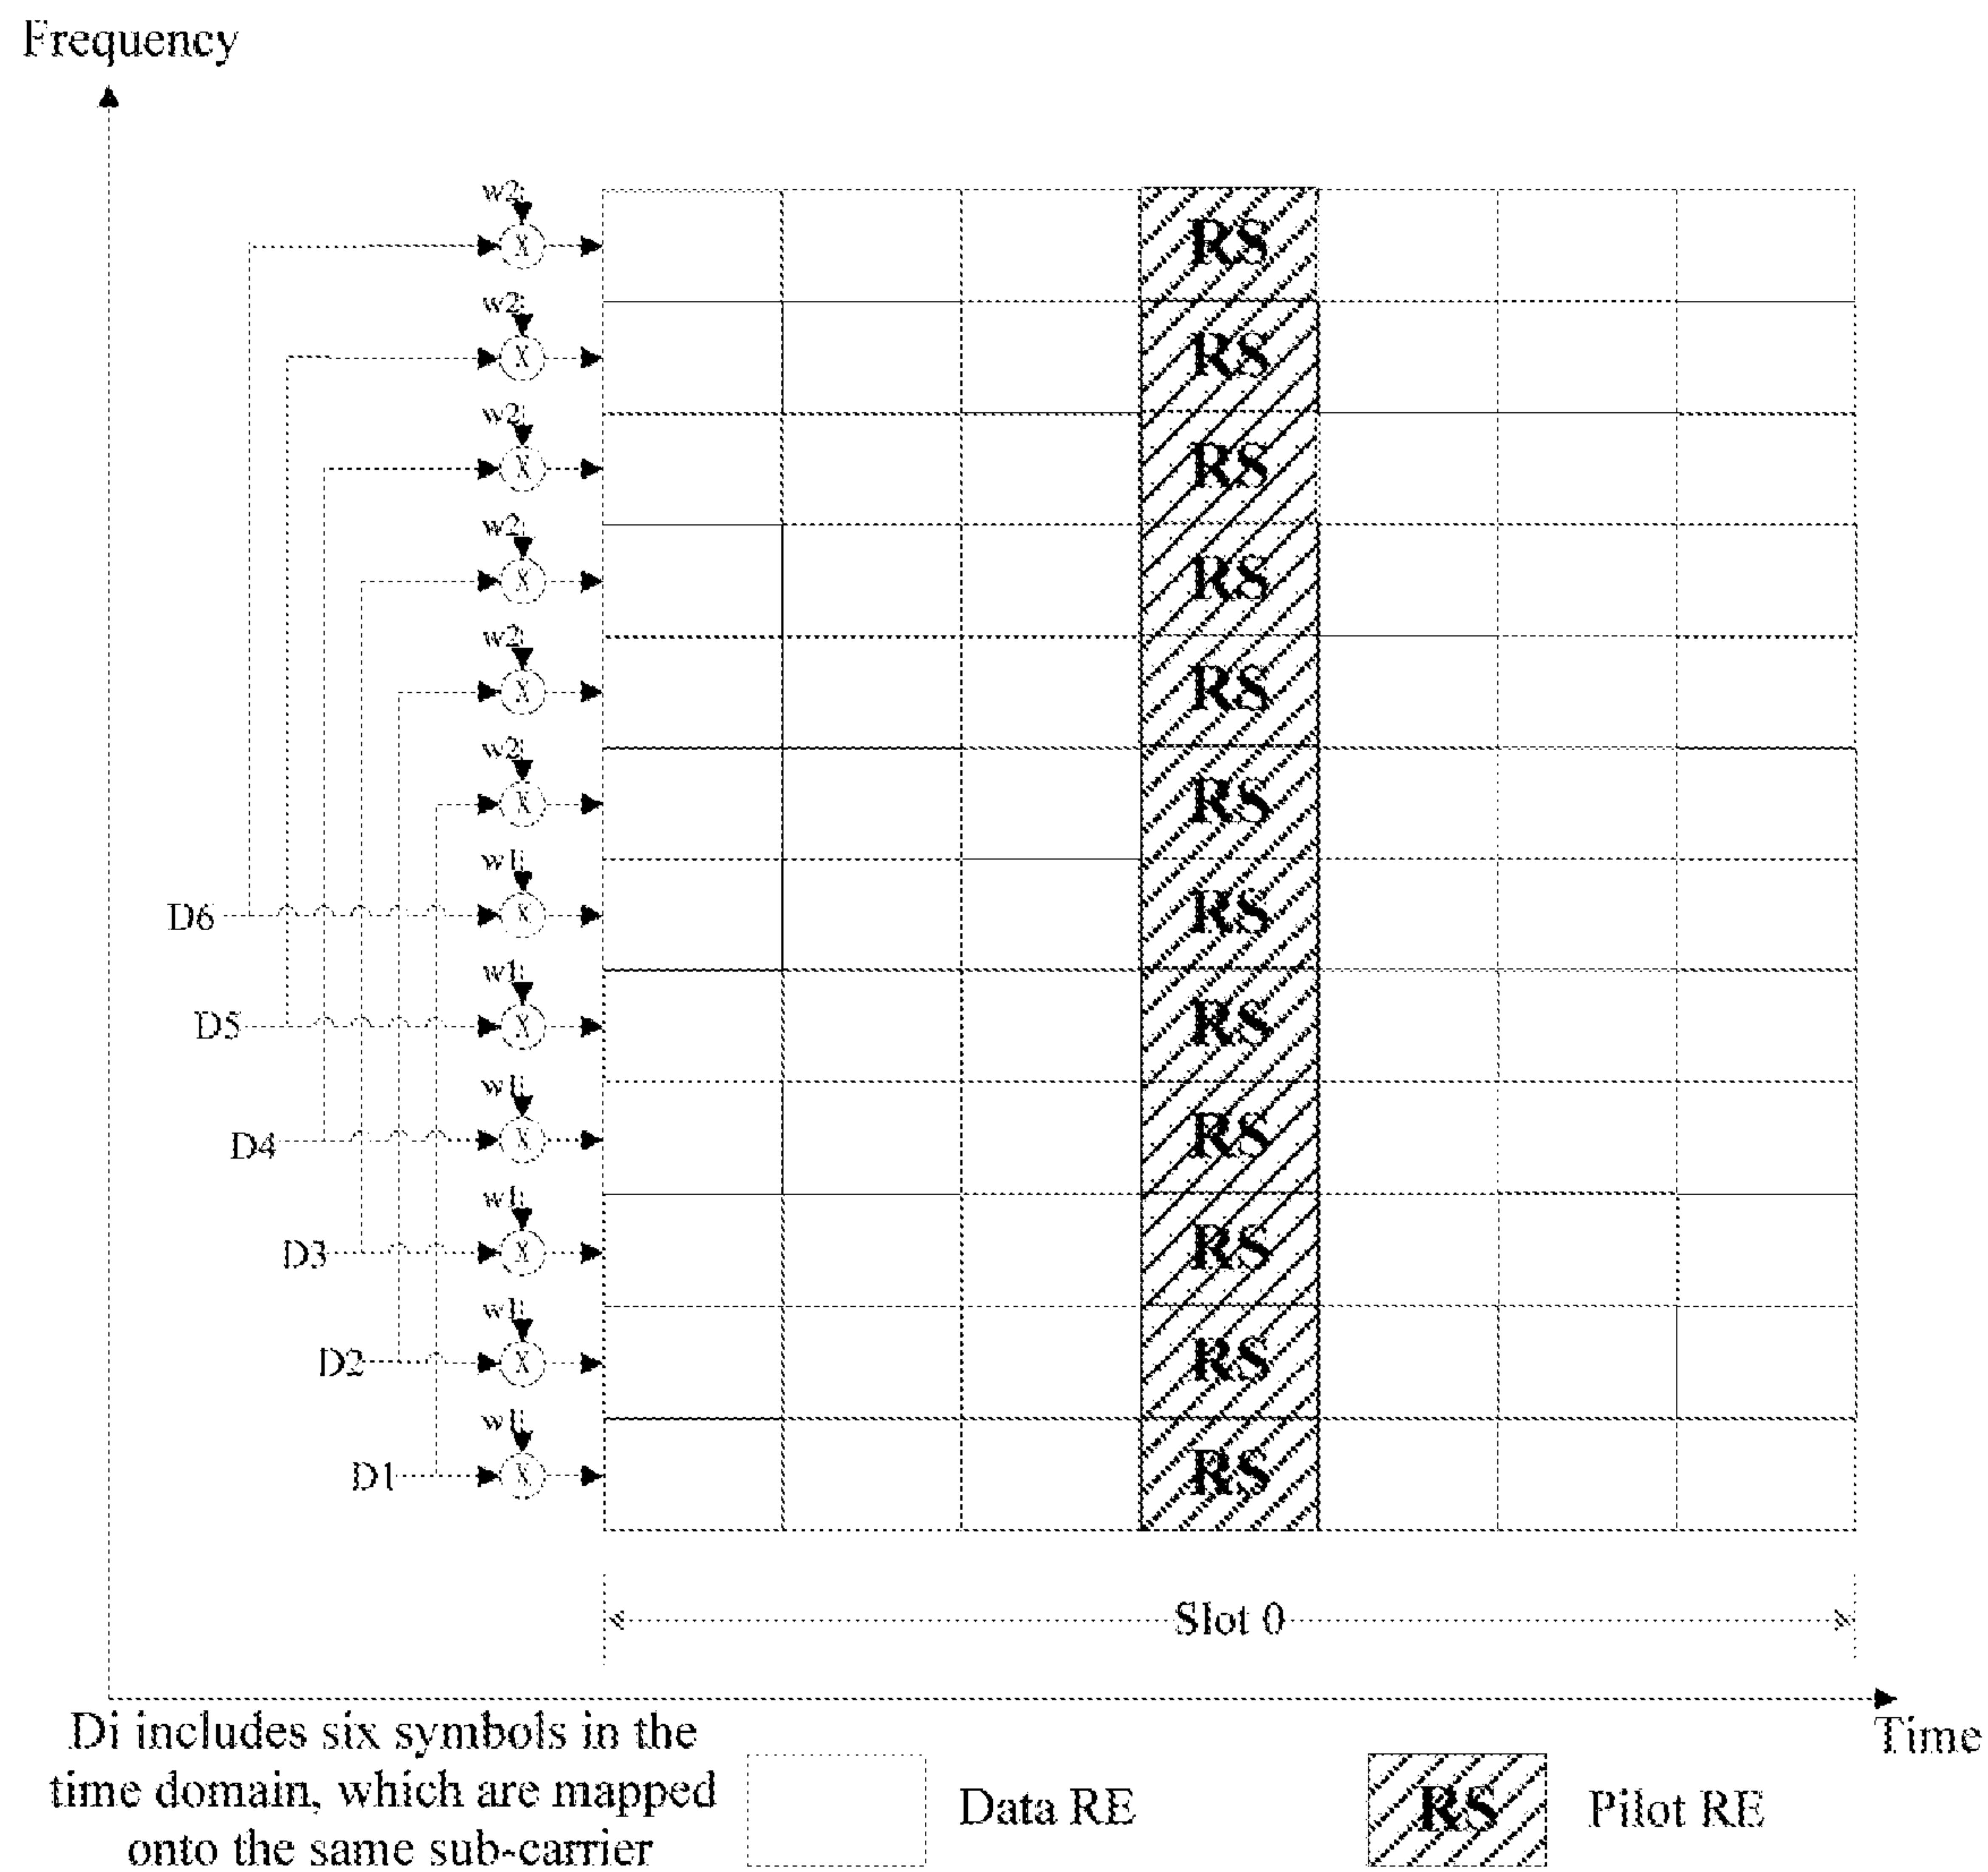 Frequency
w2
X
RS
w2
X
RS
w2
X
RS
w2
X
RS
w2
X
RS
w2
X
RS
w1
D6
X
RS
w1
D5
X
RS
w1
D4
X
RS
w1
D3
X
RS
w1
D2
X
RS
w1
D1
X
RS
Slot 0
Time
Di includes six symbols in the
time domain, which are mapped
onto the same sub-carrier
Data RE
RS
Pilot RE